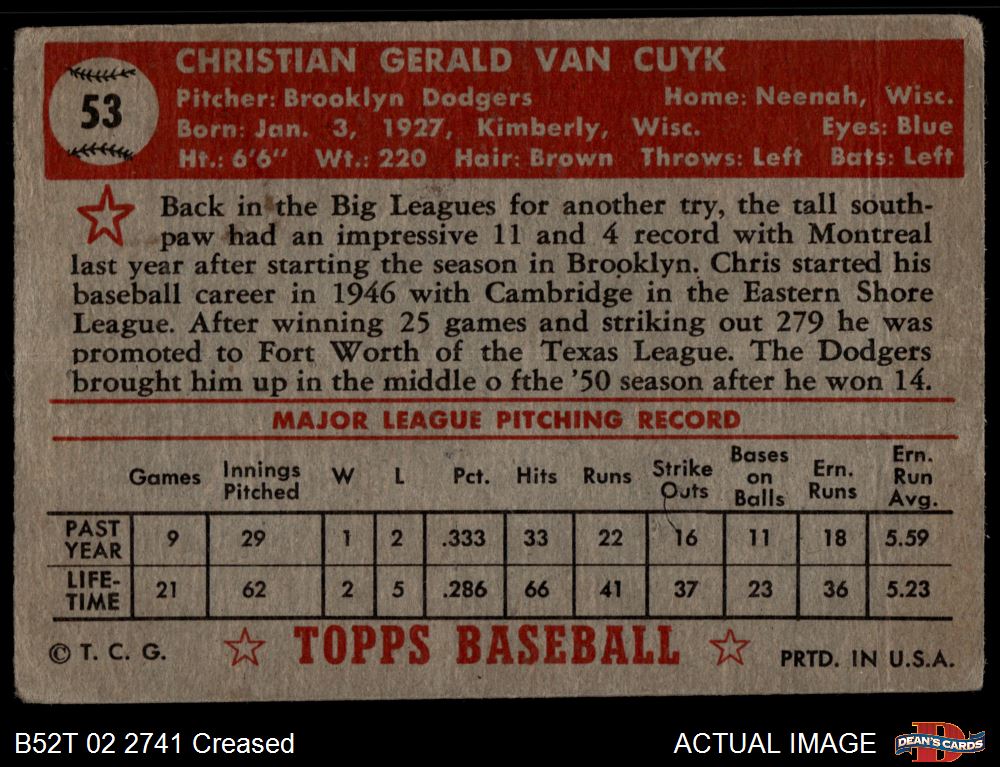 53
CHRISTIAN GERALD VAN CUYK
Pitcher: Brooklyn Dodgers Home: Neenah, Wisc.
Born: Jan. 3, 1927, Kimberly, Wisc. Eyes: Blue
Ht.: 6'6" Wt.: 220 Hair: Brown Throws: Left Bats: Left
Back in the Big Leagues for another try, the tall south-
paw had an impressive 11 and 4 record with Montreal
last year after starting the season in Brooklyn. Chris started his
baseball career in 1946 with Cambridge in the Eastern Shore
League. After winning 25 games and striking out 279 he was
promoted to Fort Worth of the Texas League. The Dodgers
brought him up in the middle o fthe '50 season after he won 14.
MAJOR LEAGUE PITCHING RECORD
Games Innings Pitched W L Pct. Hits Runs Strike Outs Bases on Balls Ern. Runs Ern. Run Avg.
PAST YEAR 9 29 1 2 .333 33 22 16 11 18 5.59
LIFE-TIME 21 62 2 5 .286 66 41 37 23 36 5.23
© T. C. G. TOPPS BASEBALL PRTD. IN U.S.A.
B52T 02 2741 Creased ACTUAL IMAGE D DEAN'S CARDS